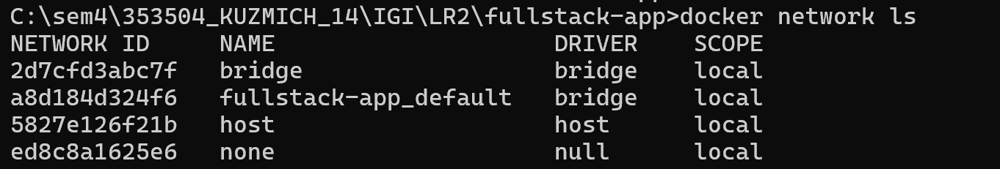 C:\sem4\353504_KUZMICH_14\IGI\LR2\fullstack-app>docker network ls
NETWORK ID     NAME                    DRIVER    SCOPE
2d7cfd3abc7f   bridge                  bridge    local
a8d184d324f6   fullstack-app_default   bridge    local
5827e126f21b   host                    host      local
ed8c8a1625e6   none                    null      local